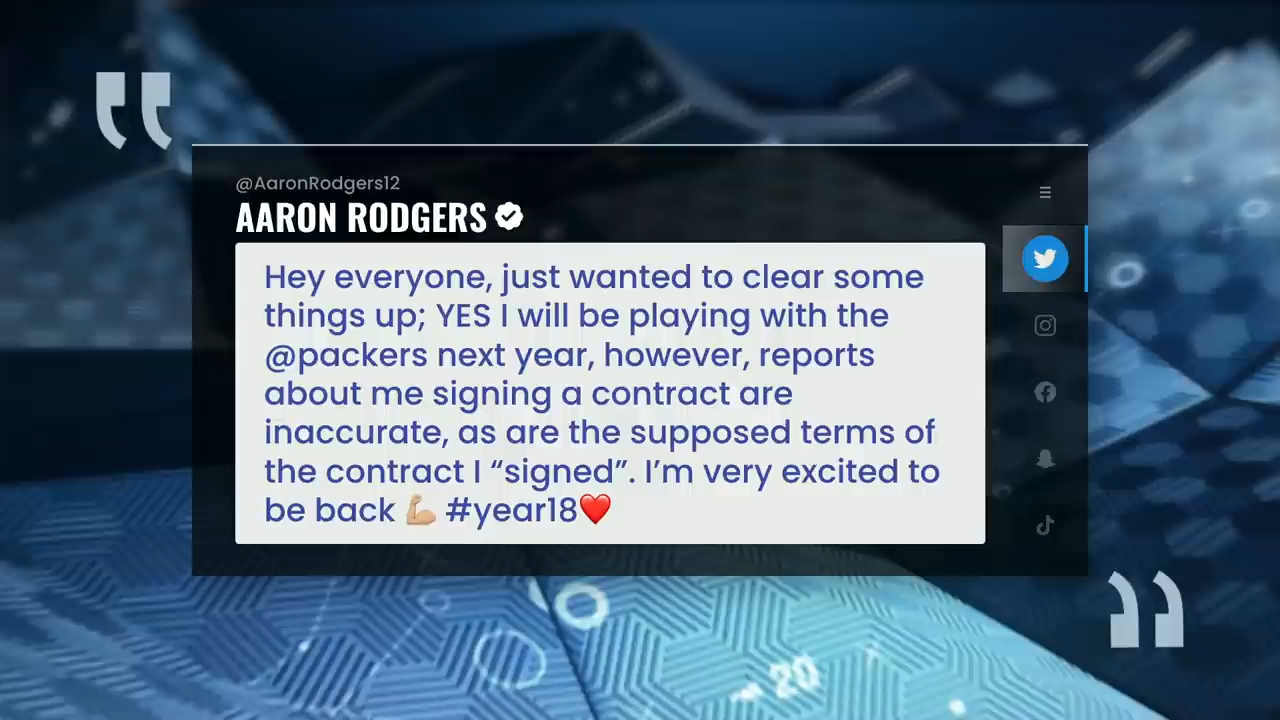 @AaronRodgers12
AARON RODGERS
Hey everyone, just wanted to clear some
things up; YES I will be playing with the
@packers next year, however, reports
about me signing a contract are
inaccurate, as are the supposed terms of
the contract I “signed”. I’m very excited to
be back 💪🏼 #year18❤️
20